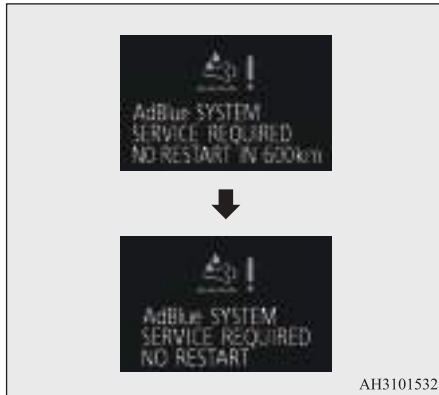 AdBlue SYSTEM
SERVICE REQUIRED
NO RESTART IN 600km
AdBlue SYSTEM
SERVICE REQUIRED
NO RESTART
AH3101532